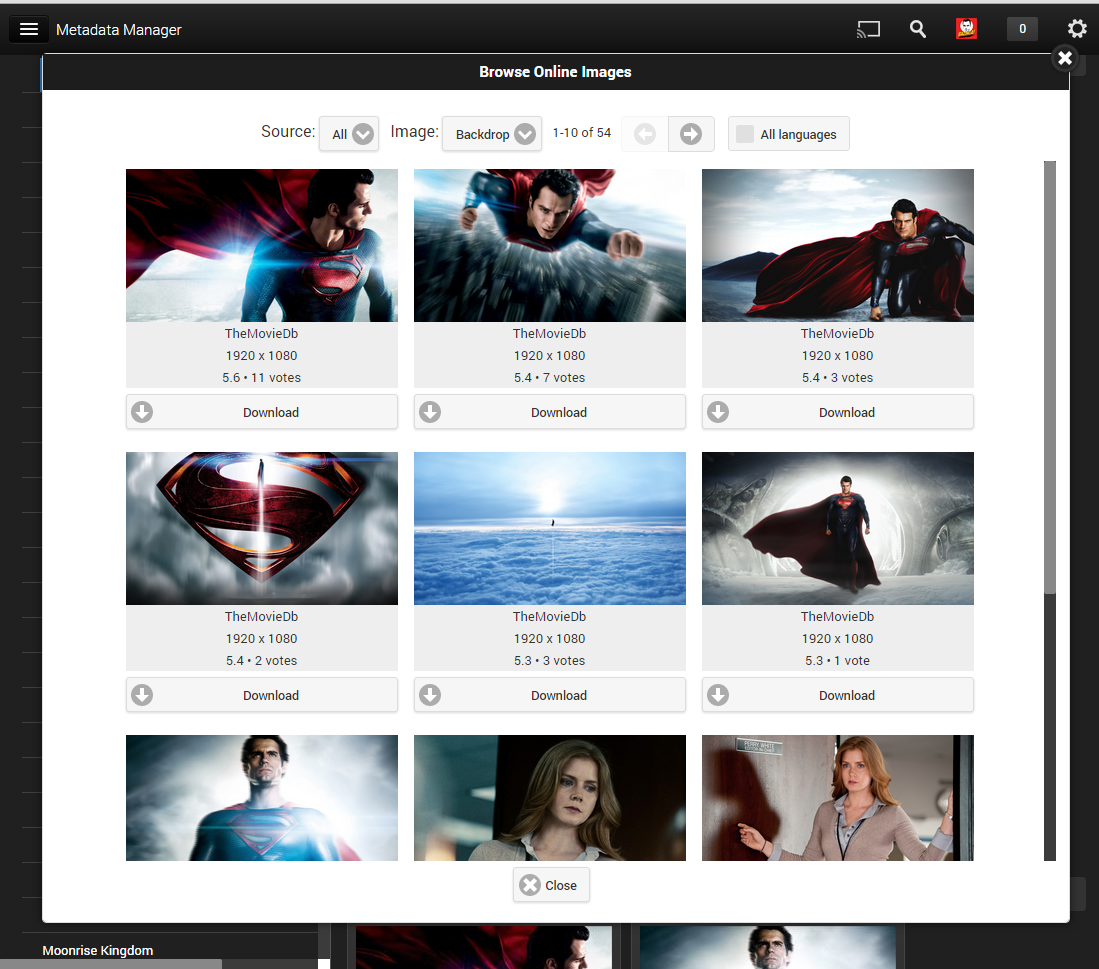 Metadata Manager
0
Browse Online Images
Source: All Image: Backdrop 1-10 of 54 All languages
TheMovieDb
1920 x 1080
5.6 • 11 votes
Download
TheMovieDb
1920 x 1080
5.4 • 7 votes
Download
TheMovieDb
1920 x 1080
5.4 • 3 votes
Download
TheMovieDb
1920 x 1080
5.4 • 2 votes
Download
TheMovieDb
1920 x 1080
5.3 • 3 votes
Download
TheMovieDb
1920 x 1080
5.3 • 1 vote
Download
PERRY WHITE
EDITOR-IN-CHIEF
Close
Moonrise Kingdom